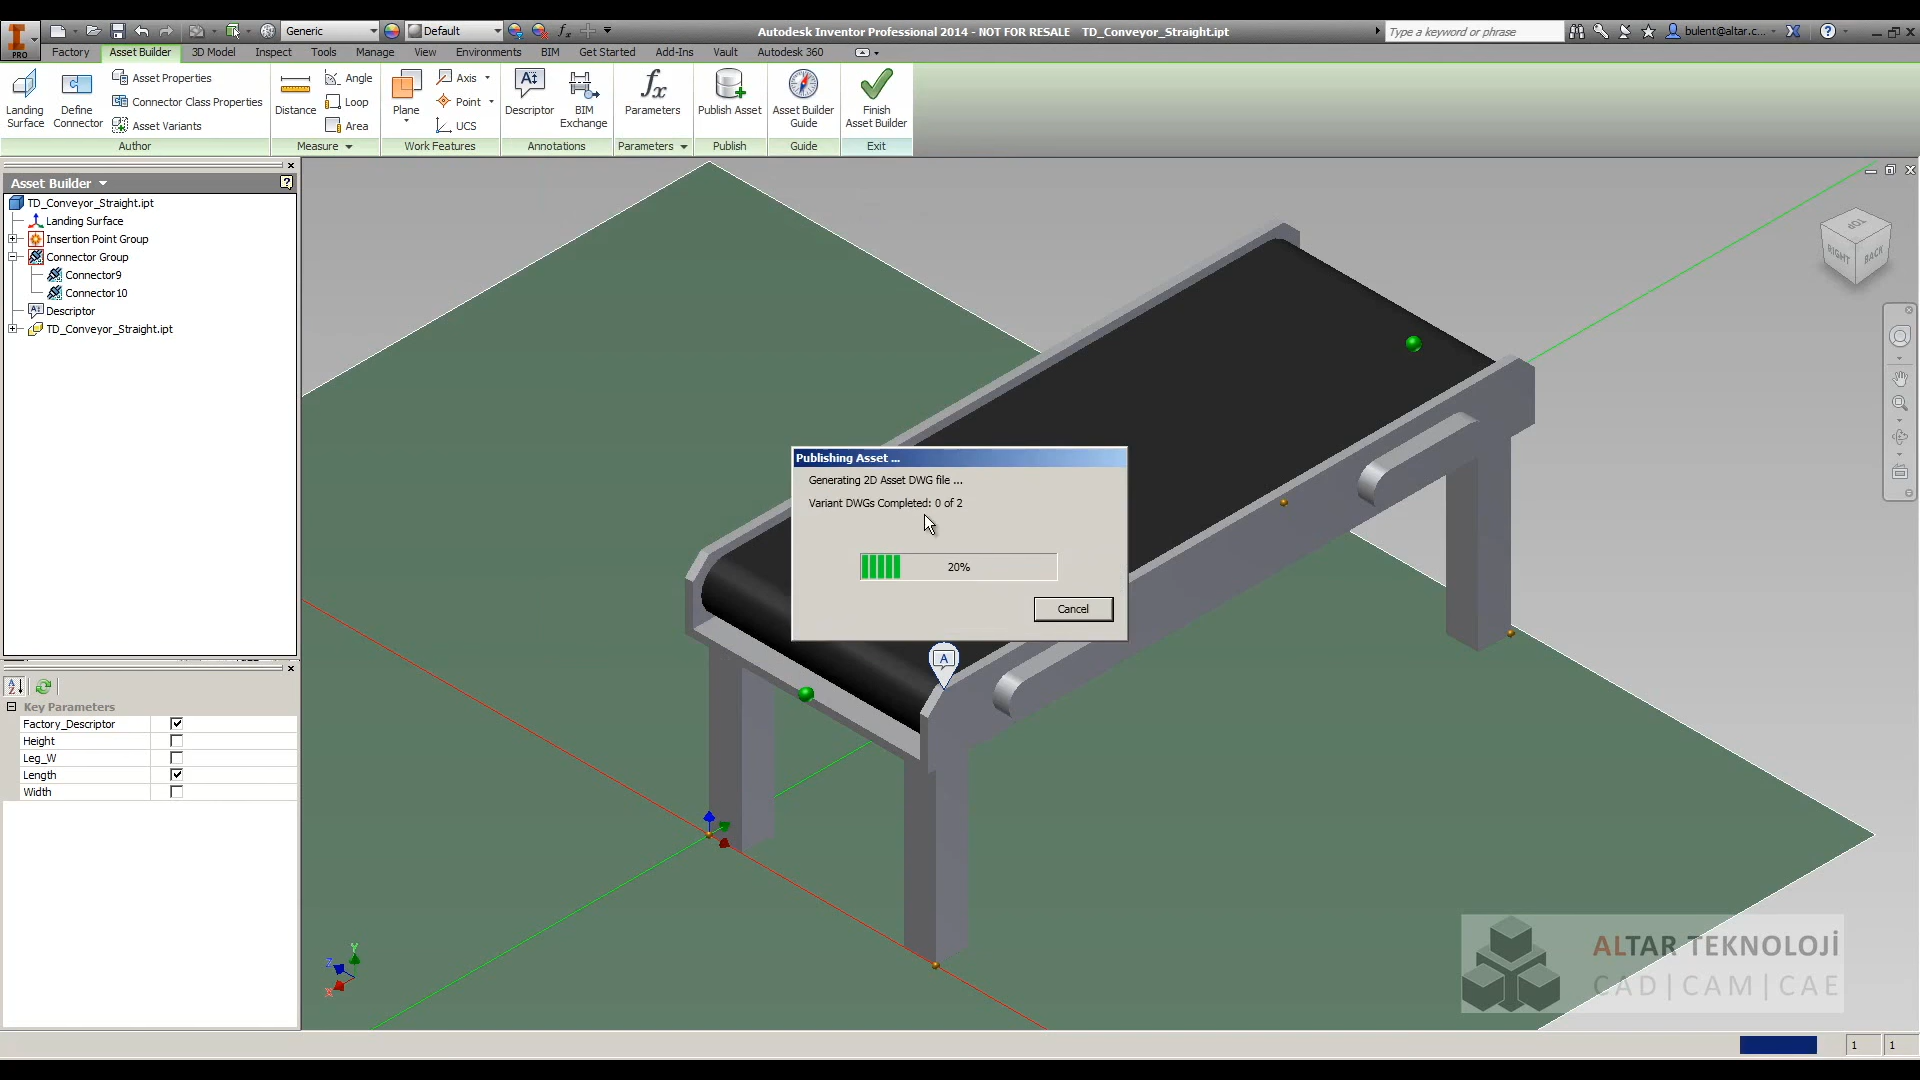 PRO
Generic
Default
Autodesk Inventor Professional 2014 - NOT FOR RESALE TD_Conveyor_Straight.ipt
Type a keyword or phrase
bulent@altar.c...
Factory
Asset Builder
3D Model
Inspect
Tools
Manage
View
Environments
BIM
Get Started
Add-Ins
Vault
Autodesk 360
Landing
Surface
Define
Connector
Asset Properties
Connector Class Properties
Asset Variants
Distance
Angle
Loop
Area
Plane
Axis
Point
UCS
Descriptor
BIM
Exchange
Parameters
Publish Asset
Asset Builder
Guide
Finish
Asset Builder
Author
Measure
Work Features
Annotations
Parameters
Publish
Guide
Exit
Asset Builder
TD_Conveyor_Straight.ipt
Landing Surface
Insertion Point Group
Connector Group
Connector9
Connector10
Descriptor
TD_Conveyor_Straight.ipt
Key Parameters
Factory_Descriptor
Height
Leg_W
Length
Width
TOP
RIGHT
BACK
Publishing Asset ...
Generating 2D Asset DWG file ...
Variant DWGs Completed: 0 of 2
20%
Cancel
A
Y
Z
X
ALTAR TEKNOLOJİ
CAD|CAM|CAE
1
1